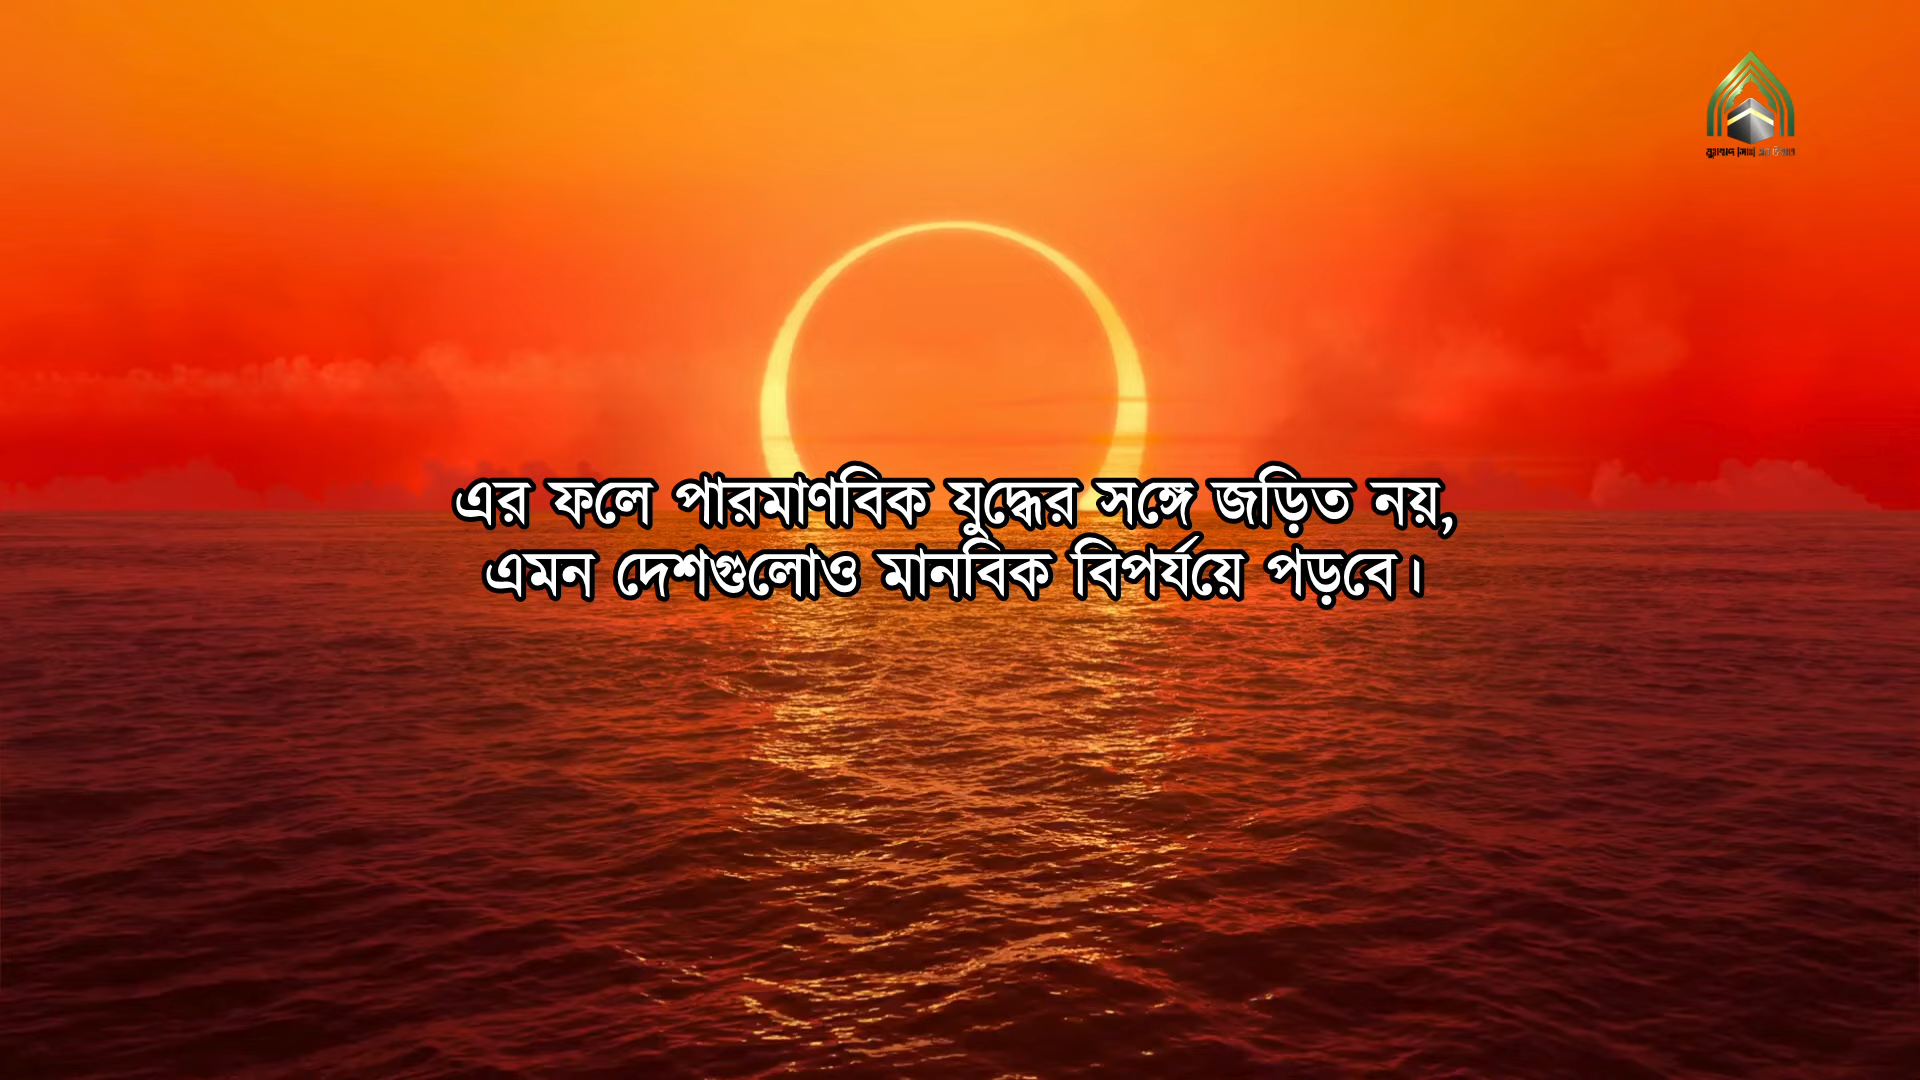 এর ফলে পারমাণবিক যুদ্ধের সঙ্গে জড়িত নয়,
এমন দেশগুলোও মানবিক বিপর্যয়ে পড়বে।